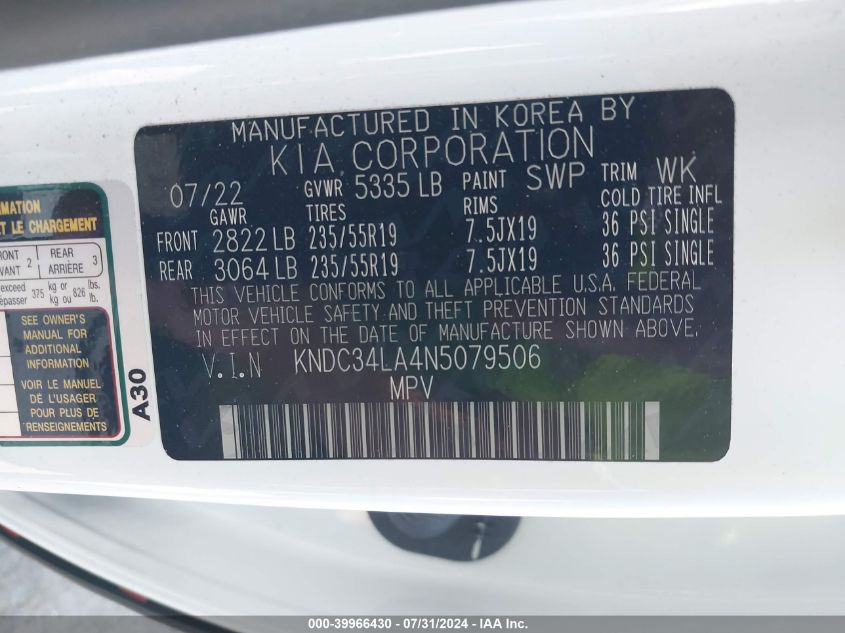 MANUFACTURED IN KOREA BY
KIA CORPORATION
07/22 GVWR 5335 LB PAINT SWP TRIM WK
GAWR TIRES RIMS COLD TIRE INFL
FRONT 2822 LB 235/55R19 7.5JX19 36 PSI SINGLE
REAR 3064 LB 235/55R19 7.5JX19 36 PSI SINGLE
THIS VEHICLE CONFORMS TO ALL APPLICABLE U.S.A. FEDERAL
MOTOR VEHICLE SAFETY AND THEFT PREVENTION STANDARDS
IN EFFECT ON THE DATE OF MANUFACTURE SHOWN ABOVE.
V.I.N KNDC34LA4N5079506
MPV
ET LE CHARGEMENT
2 REAR 3
ARRIÈRE
exceed 375 kg or 826 lbs.
kg ou lb.
SEE OWNER'S
MANUAL FOR
ADDITIONAL
INFORMATION
VOIR LE MANUEL
DE L'USAGER
POUR PLUS DE
RENSEIGNEMENTS
A30
000-39966430 - 07/31/2024 - IAA Inc.